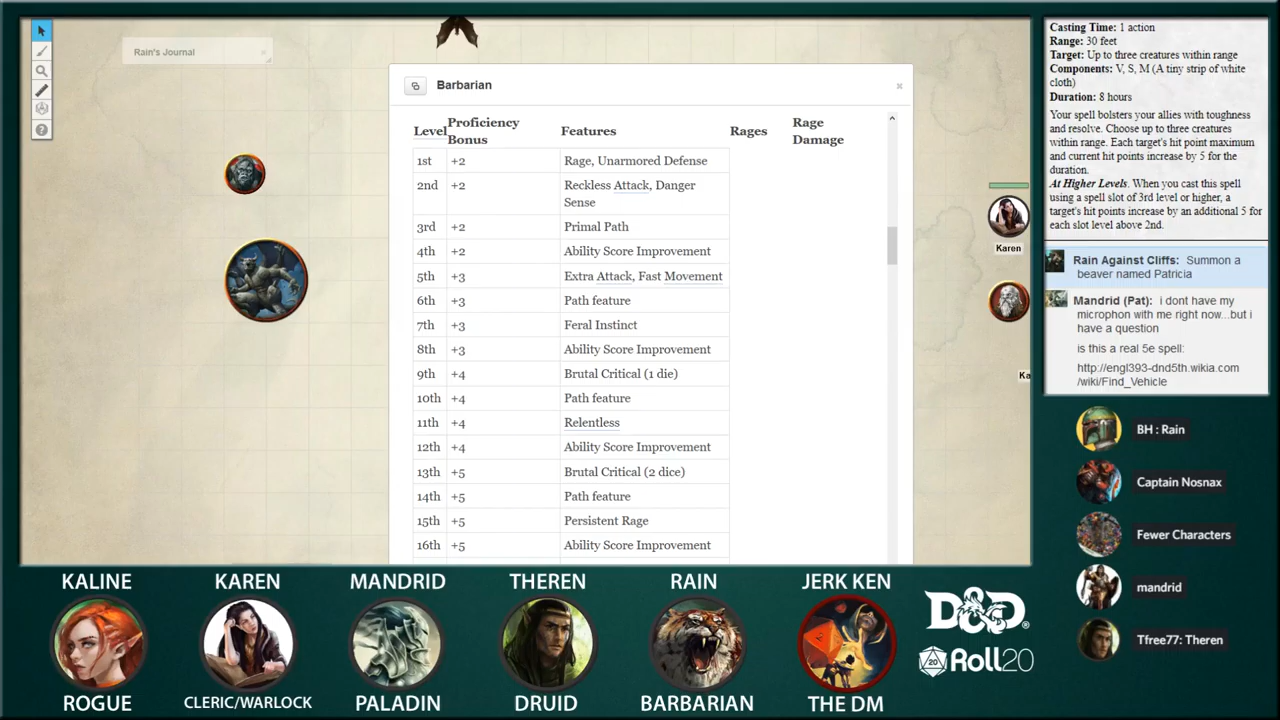 Rain's Journal
Barbarian
Level Proficiency Bonus Features Rages Rage Damage
1st +2 Rage, Unarmored Defense
2nd +2 Reckless Attack, Danger
Sense
3rd +2 Primal Path
4th +2 Ability Score Improvement
5th +3 Extra Attack, Fast Movement
6th +3 Path feature
7th +3 Feral Instinct
8th +3 Ability Score Improvement
9th +4 Brutal Critical (1 die)
10th +4 Path feature
11th +4 Relentless
12th +4 Ability Score Improvement
13th +5 Brutal Critical (2 dice)
14th +5 Path feature
15th +5 Persistent Rage
16th +5 Ability Score Improvement
Karen
Ka
Casting Time: 1 action
Range: 30 feet
Target: Up to three creatures within range
Components: V, S, M (A tiny strip of white
cloth)
Duration: 8 hours
Your spell bolsters your allies with toughness
and resolve. Choose up to three creatures
within range. Each target's hit point maximum
and current hit points increase by 5 for the
duration.
At Higher Levels. When you cast this spell
using a spell slot of 3rd level or higher, a
target's hit points increase by an additional 5 for
each slot level above 2nd.
Rain Against Cliffs: Summon a
beaver named Patricia
Mandrid (Pat): i dont have my
microphon with me right now...but i
have a question
is this a real 5e spell:
http://engl393-dnd5th.wikia.com
/wiki/Find_Vehicle
BH : Rain
Captain Nosnax
Fewer Characters
mandrid
Tfree77: Theren
KALINE KAREN MANDRID THEREN RAIN JERK KEN
ROGUE CLERIC/WARLOCK PALADIN DRUID BARBARIAN THE DM
D&D
20 Roll20